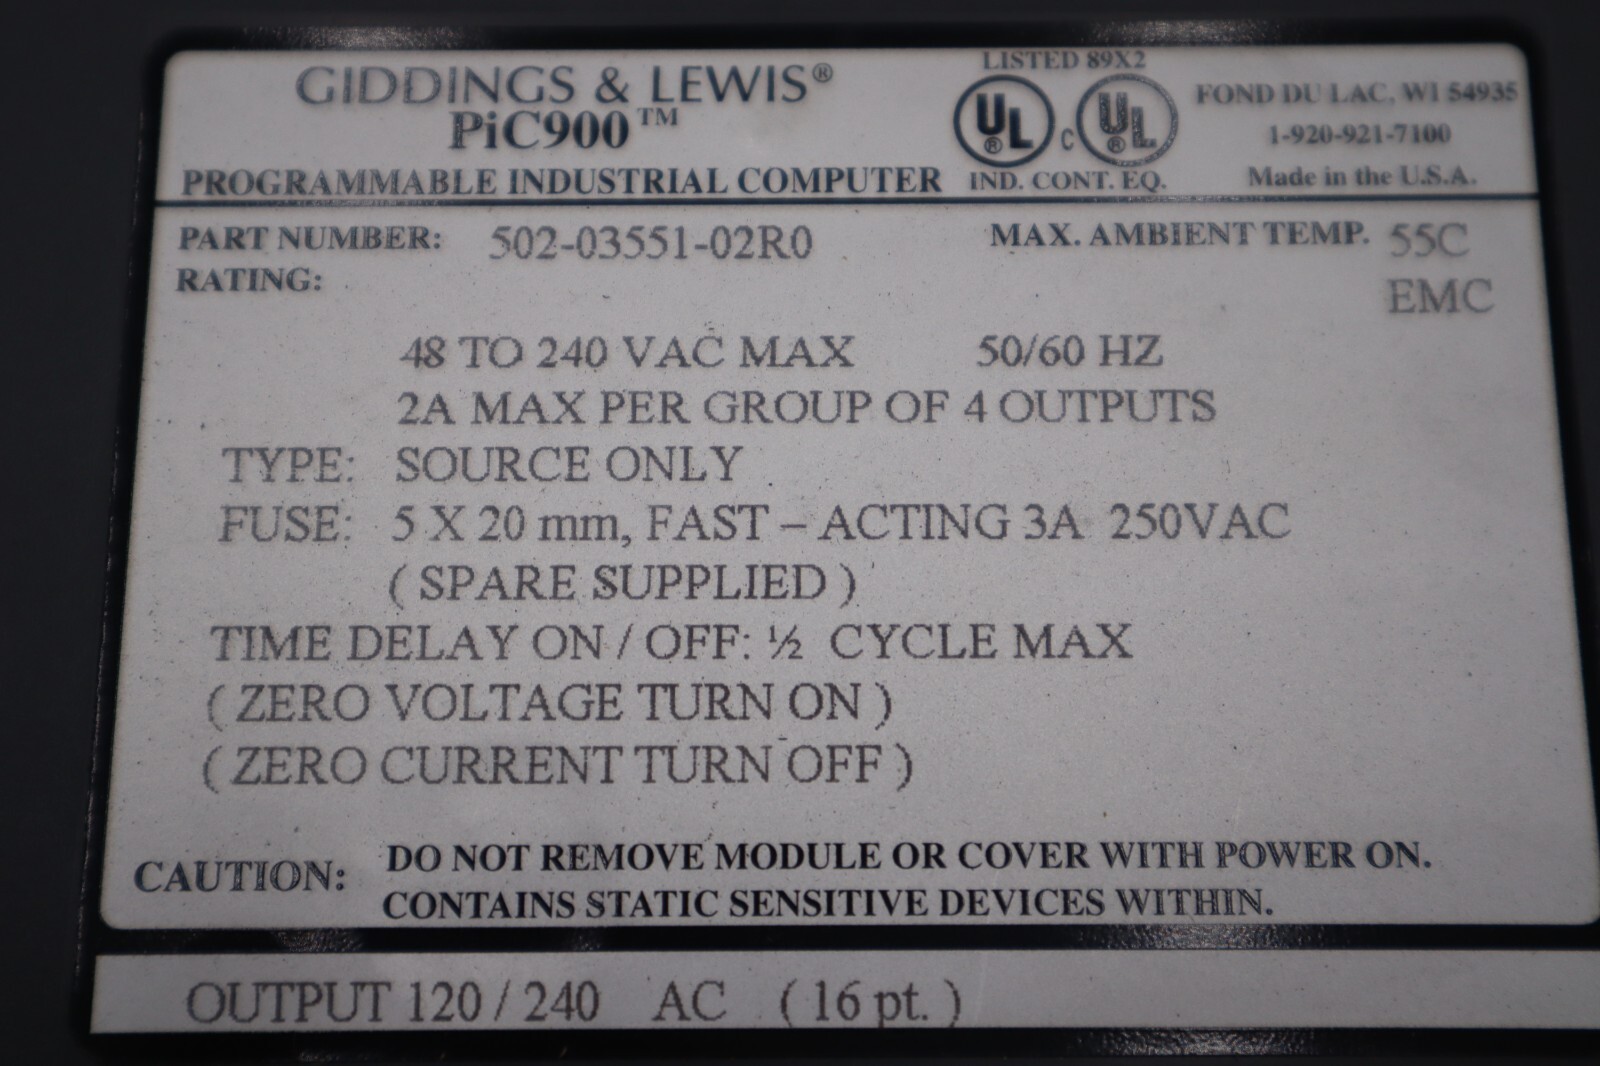 GIDDINGS & LEWIS®
PiC900™
PROGRAMMABLE INDUSTRIAL COMPUTER
LISTED 89X2
UL® c UL®
IND. CONT. EQ.
FOND DU LAC, WI 54935
1-920-921-7100
Made in the U.S.A.
PART NUMBER: 502-03551-02R0 MAX. AMBIENT TEMP. 55C
RATING: EMC
48 TO 240 VAC MAX 50/60 HZ
2A MAX PER GROUP OF 4 OUTPUTS
TYPE: SOURCE ONLY
FUSE: 5 X 20 mm, FAST – ACTING 3A 250VAC
( SPARE SUPPLIED )
TIME DELAY ON / OFF: ½ CYCLE MAX
( ZERO VOLTAGE TURN ON )
( ZERO CURRENT TURN OFF )
CAUTION: DO NOT REMOVE MODULE OR COVER WITH POWER ON.
CONTAINS STATIC SENSITIVE DEVICES WITHIN.
OUTPUT 120 / 240 AC ( 16 pt. )